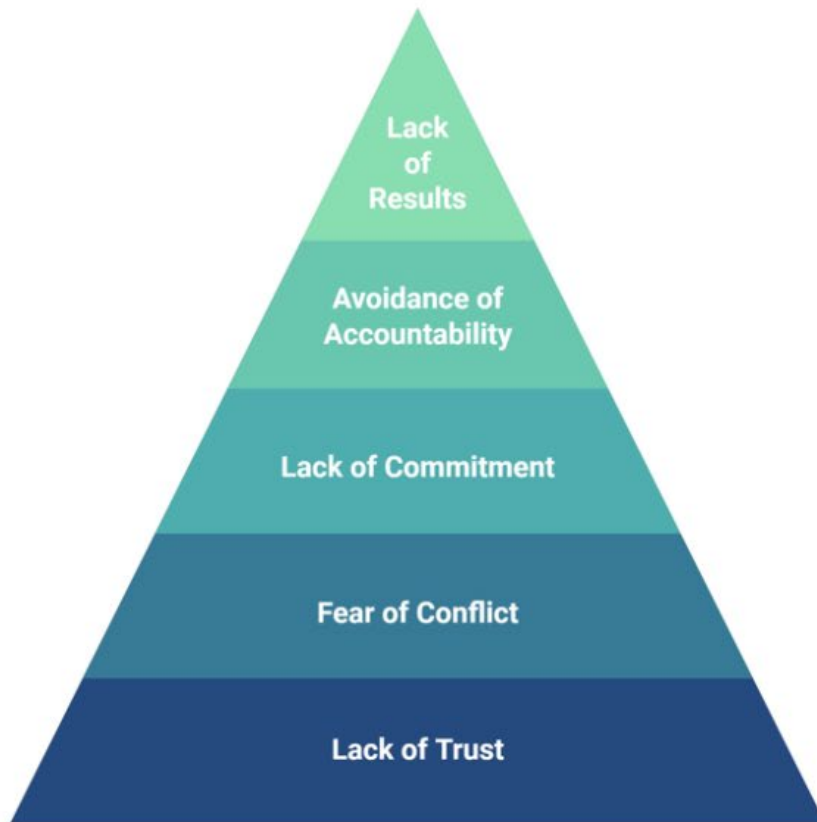 Lack
of
Results
Avoidance of
Accountability
Lack of Commitment
Fear of Conflict
Lack of Trust